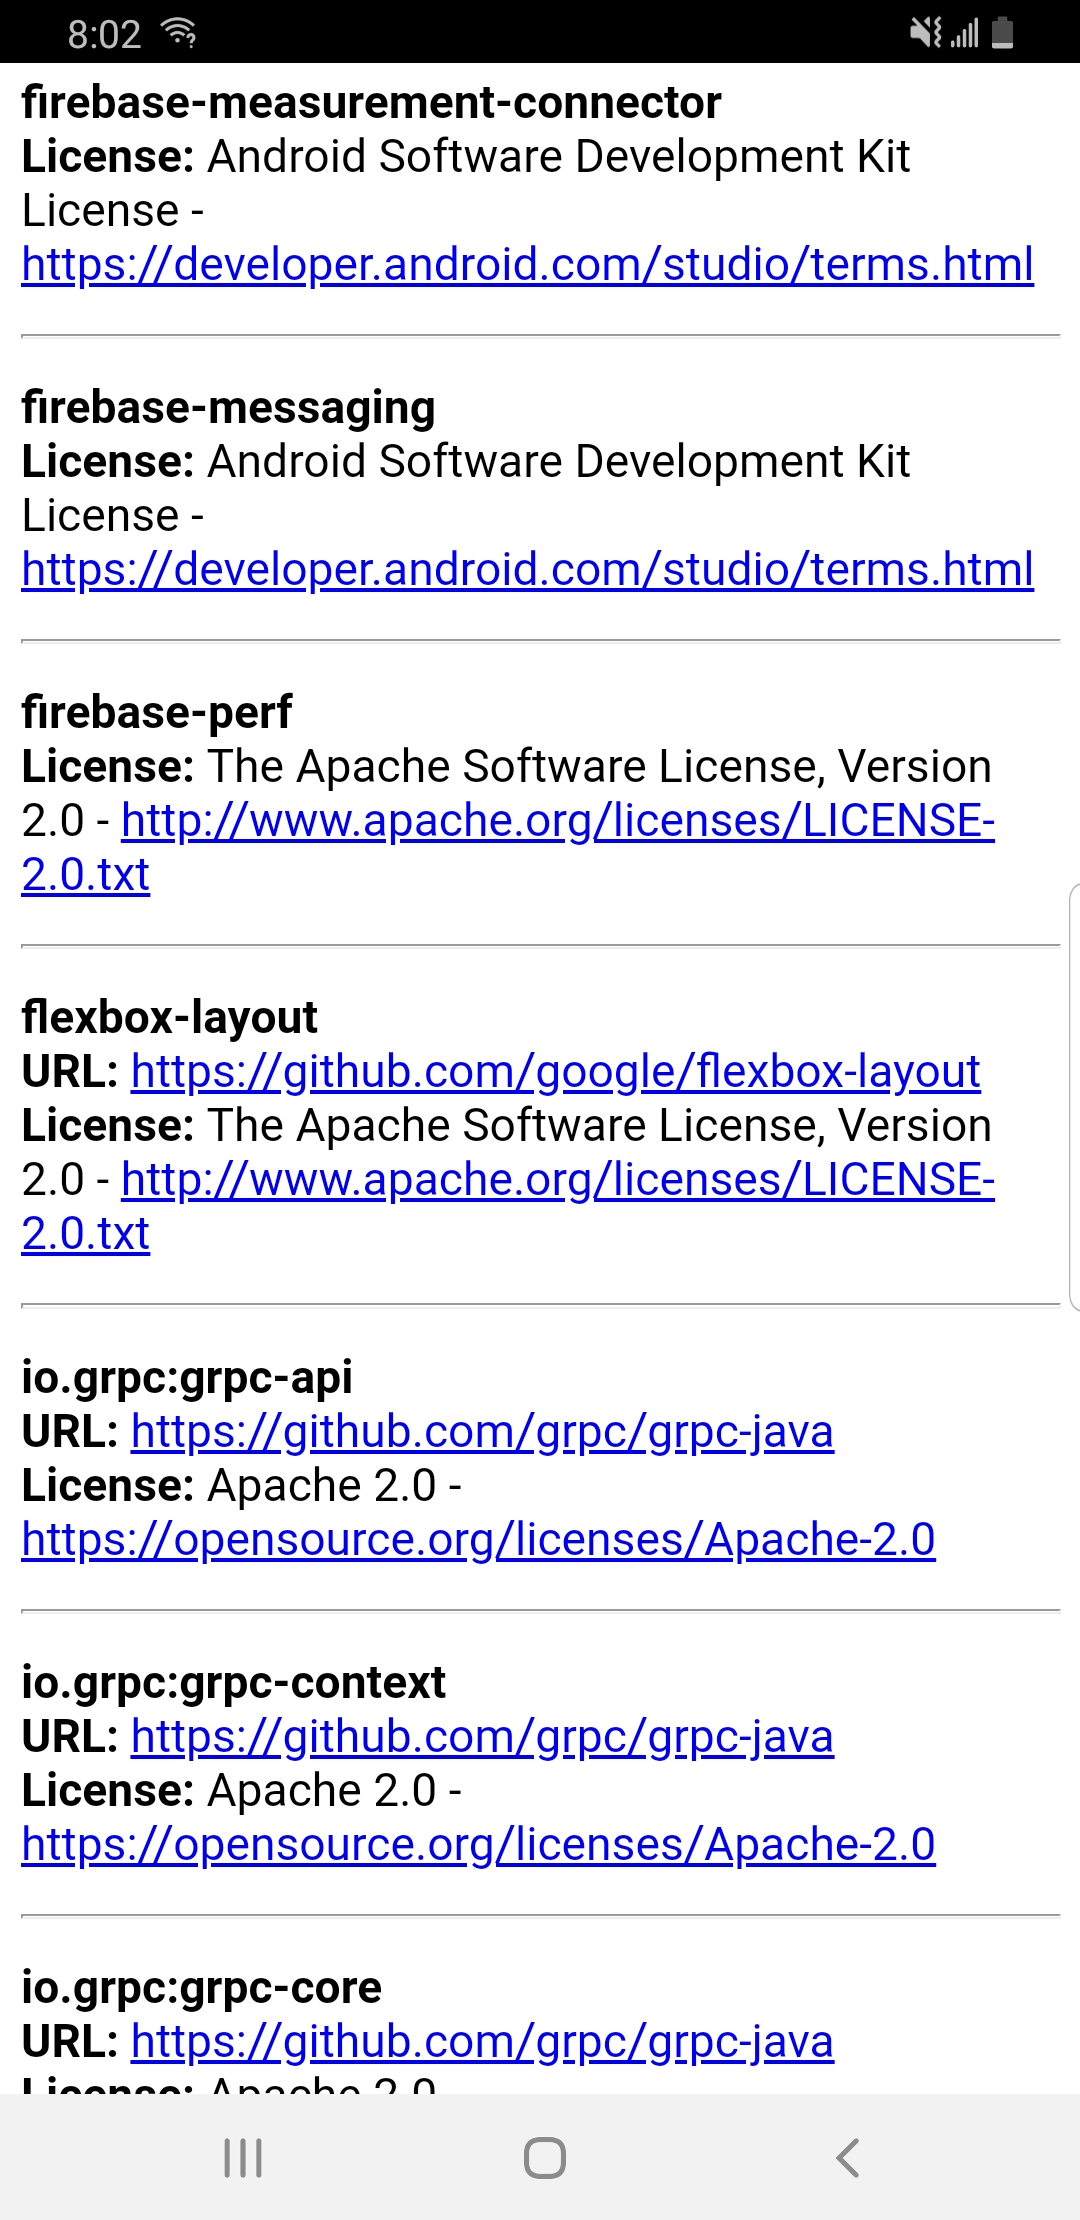 8:02
firebase-measurement-connector
License: Android Software Development Kit
License -
https://developer.android.com/studio/terms.html
firebase-messaging
License: Android Software Development Kit
License -
https://developer.android.com/studio/terms.html
firebase-perf
License: The Apache Software License, Version
2.0 - http://www.apache.org/licenses/LICENSE-
2.0.txt
flexbox-layout
URL: https://github.com/google/flexbox-layout
License: The Apache Software License, Version
2.0 - http://www.apache.org/licenses/LICENSE-
2.0.txt
io.grpc:grpc-api
URL: https://github.com/grpc/grpc-java
License: Apache 2.0 -
https://opensource.org/licenses/Apache-2.0
io.grpc:grpc-context
URL: https://github.com/grpc/grpc-java
License: Apache 2.0 -
https://opensource.org/licenses/Apache-2.0
io.grpc:grpc-core
URL: https://github.com/grpc/grpc-java
License: Apache 2.0